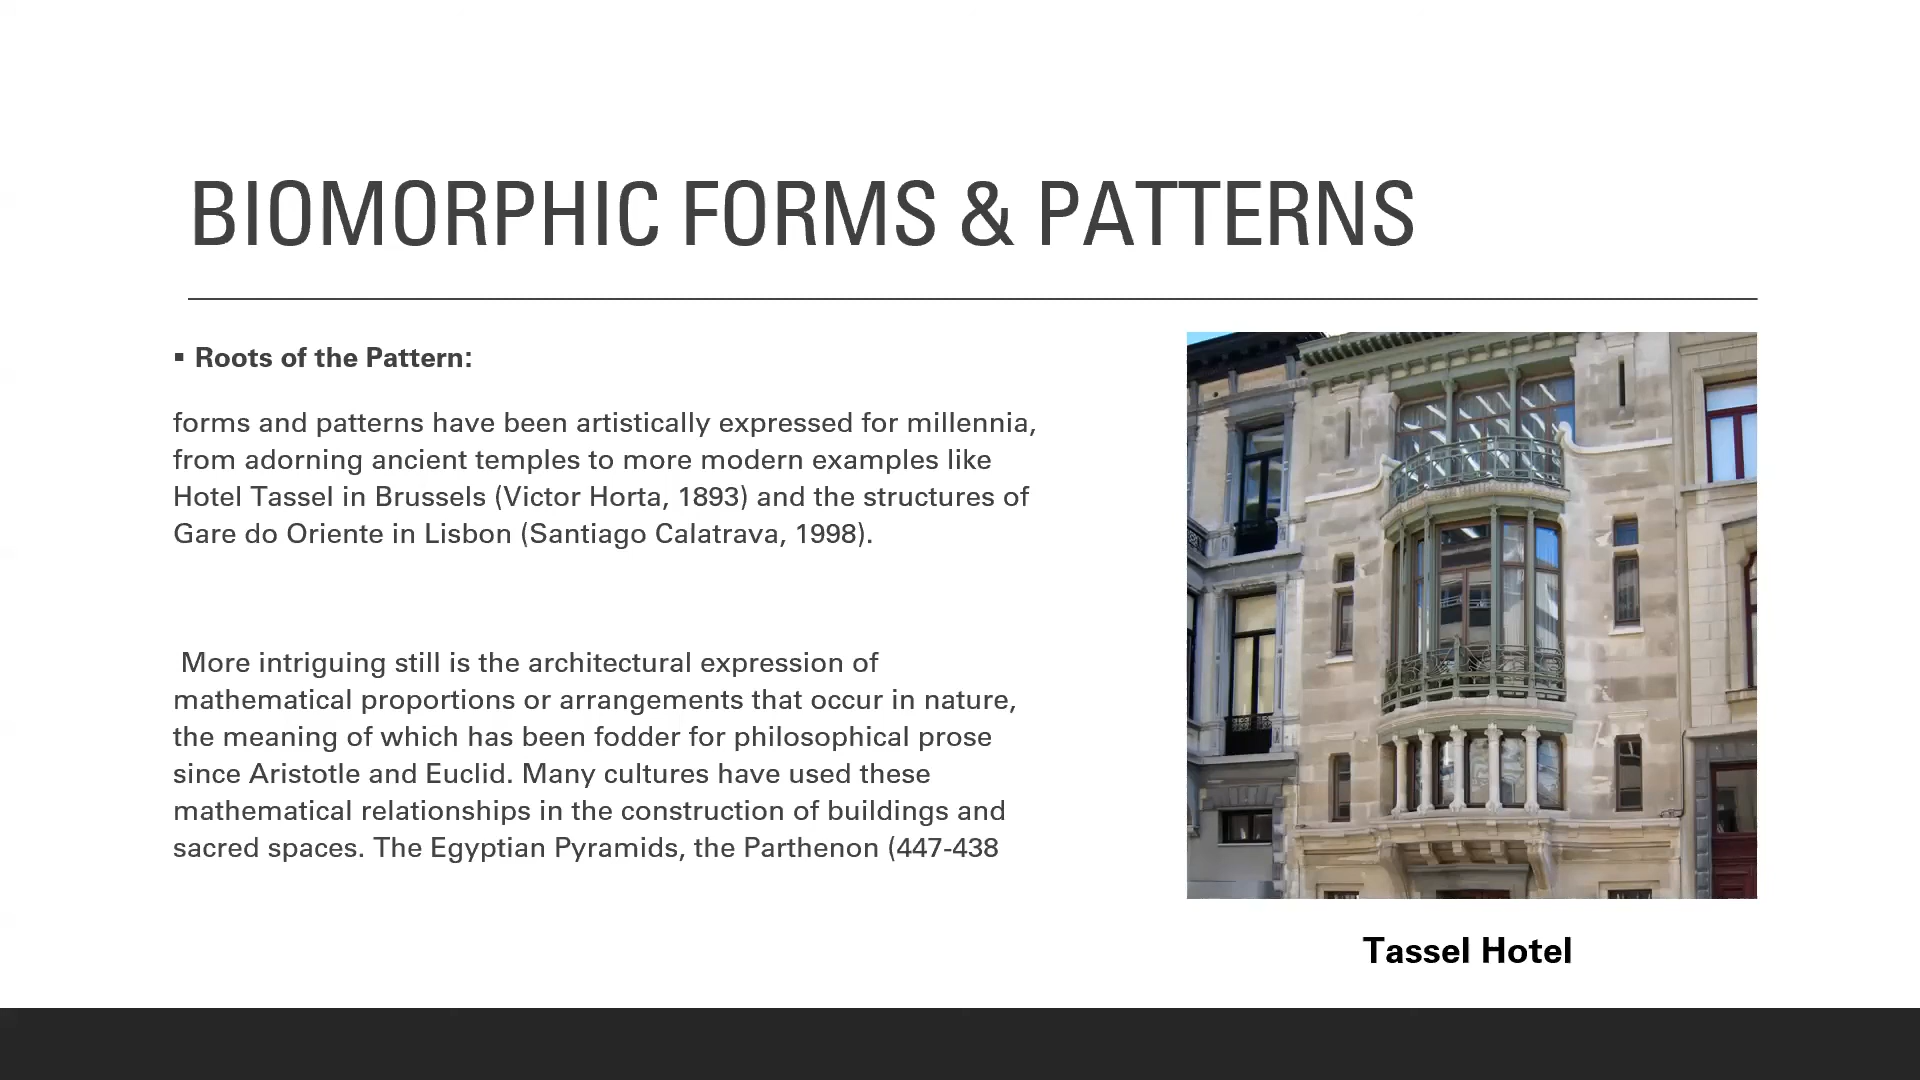 BIOMORPHIC FORMS & PATTERNS
▪ Roots of the Pattern:
forms and patterns have been artistically expressed for millennia,
from adorning ancient temples to more modern examples like
Hotel Tassel in Brussels (Victor Horta, 1893) and the structures of
Gare do Oriente in Lisbon (Santiago Calatrava, 1998).
More intriguing still is the architectural expression of
mathematical proportions or arrangements that occur in nature,
the meaning of which has been fodder for philosophical prose
since Aristotle and Euclid. Many cultures have used these
mathematical relationships in the construction of buildings and
sacred spaces. The Egyptian Pyramids, the Parthenon (447-438
Tassel Hotel